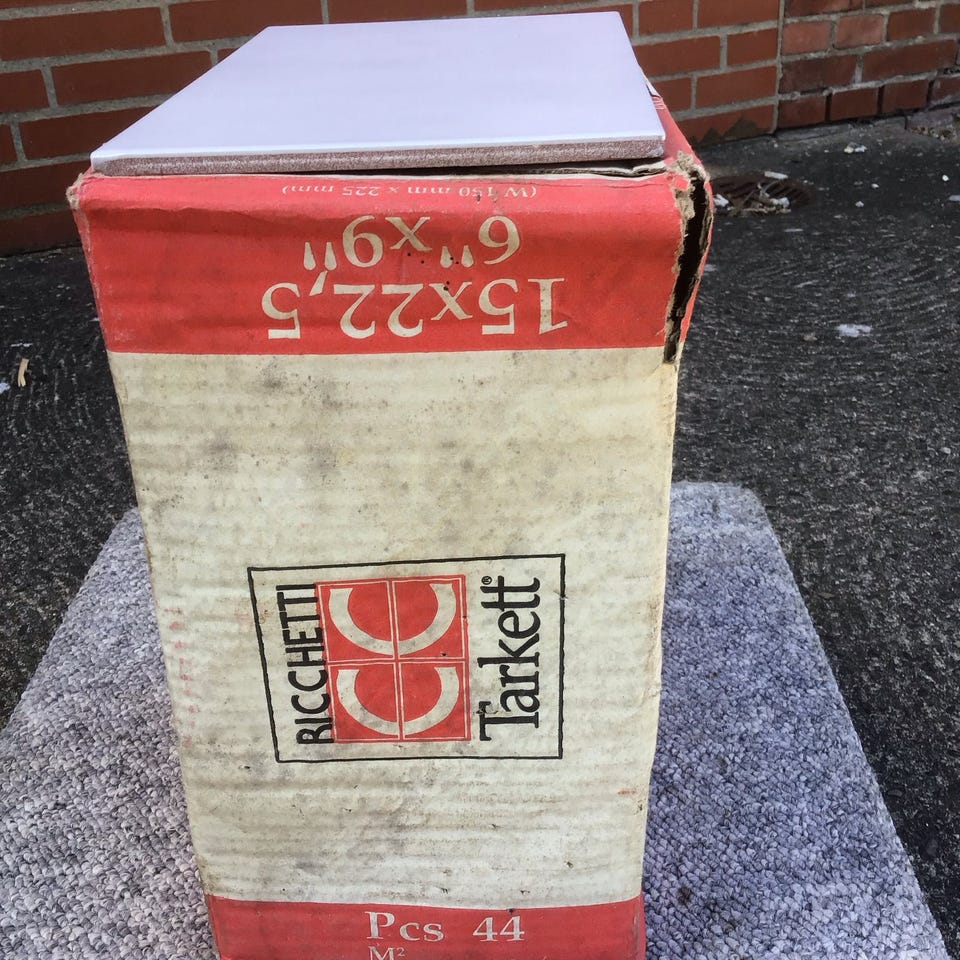 (W 150 mm x 225 mm)
6" x9"
15x22,5
RICCHETTI
Tarkett®
Pcs 44
M²